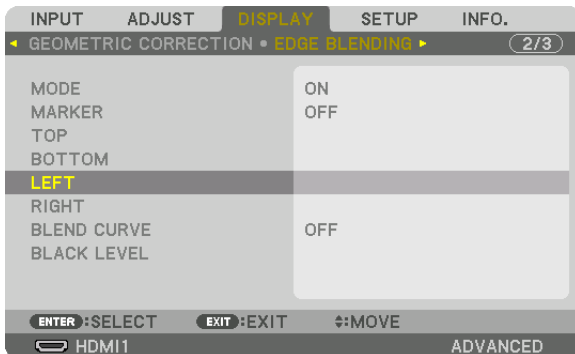 INPUT ADJUST DISPLAY SETUP INFO.
GEOMETRIC CORRECTION • EDGE BLENDING 2/3
MODE ON
MARKER OFF
TOP
BOTTOM
LEFT
RIGHT
BLEND CURVE OFF
BLACK LEVEL
ENTER :SELECT EXIT :EXIT :MOVE
HDMI1 ADVANCED